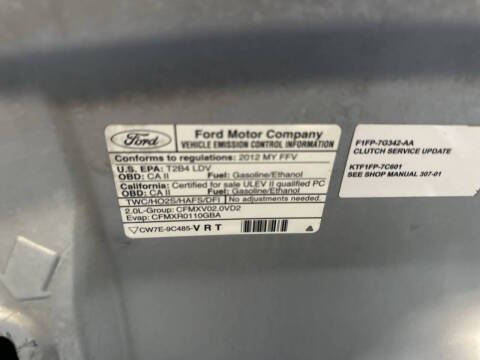 Ford
Ford Motor Company
VEHICLE EMISSION CONTROL INFORMATION
Conforms to regulations: 2012 MY FFV
U.S. EPA: T2B4 LDV
OBD: CA II Fuel: Gasoline/Ethanol
California: Certified for sale ULEV II qualified PC
OBD: CA II Fuel: Gasoline/Ethanol
TWC/HO2S/HAFS/DFI No adjustments needed.
2.0L-Group: CFMXV02.0VD2
Evap: CFMXR0110GBA
CW7E-9C485-VRT
F1FP-7G342-AA
CLUTCH SERVICE UPDATE
KTF1FP-7C601
SEE SHOP MANUAL 307-01